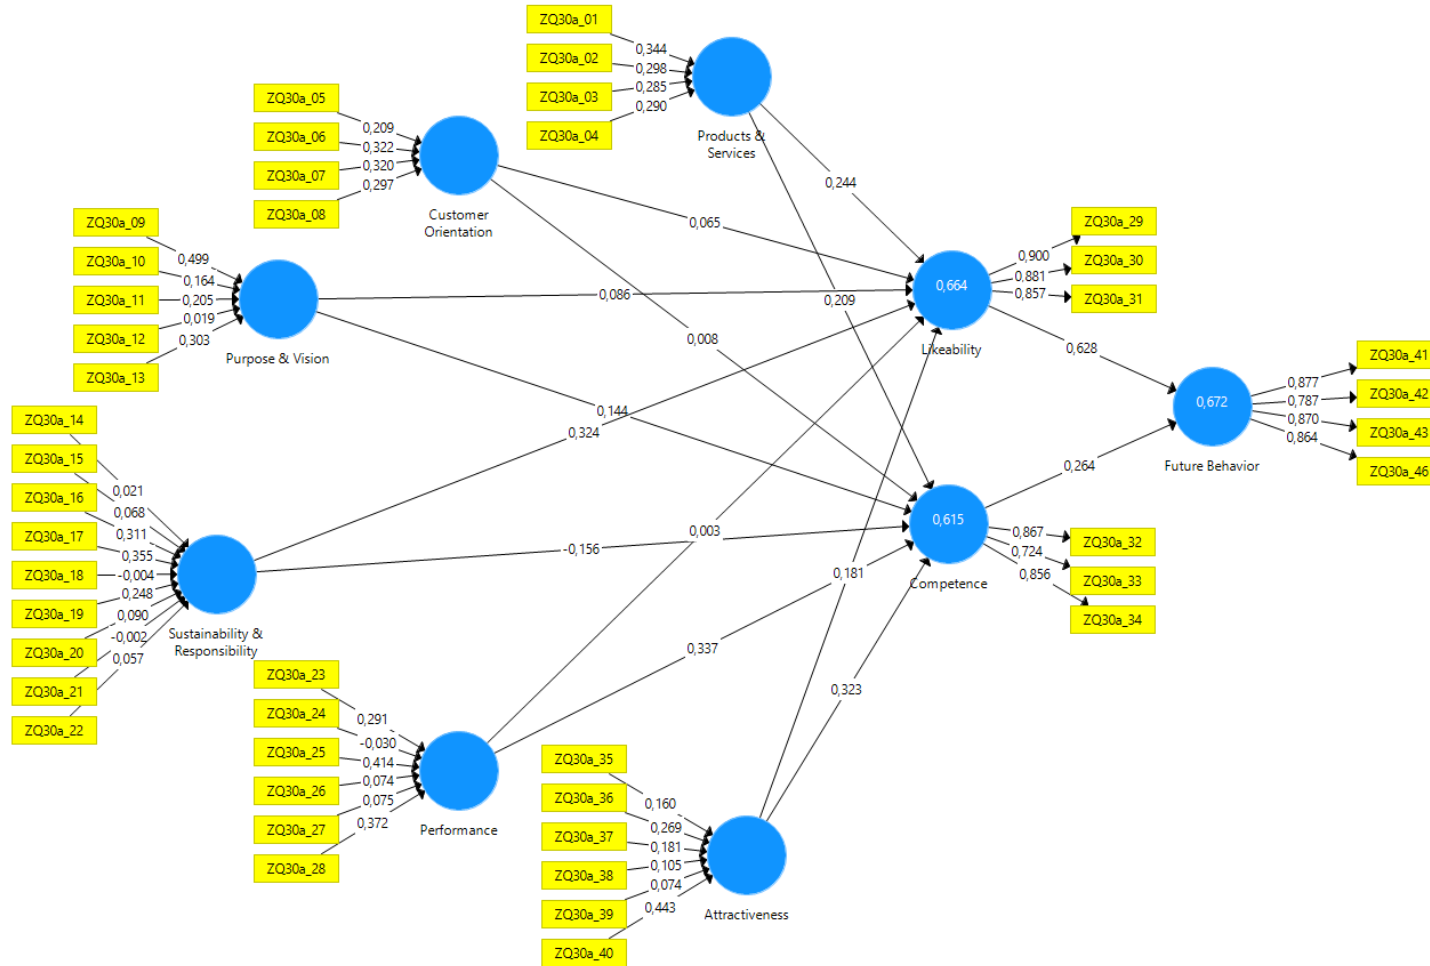 ZQ30a_01
ZQ30a_02
ZQ30a_03
ZQ30a_04
0,344
0,298
0,285
0,290
Products &
Services
ZQ30a_05
ZQ30a_06
ZQ30a_07
ZQ30a_08
0,209
0,322
0,320
0,297
Customer
Orientation
ZQ30a_09
ZQ30a_10
ZQ30a_11
ZQ30a_12
ZQ30a_13
0,499
0,164
0,205
0,019
0,303
Purpose & Vision
ZQ30a_14
ZQ30a_15
ZQ30a_16
ZQ30a_17
ZQ30a_18
ZQ30a_19
ZQ30a_20
ZQ30a_21
ZQ30a_22
0,021
0,068
0,311
0,355
-0,004
0,248
0,090
-0,002
0,057
Sustainability &
Responsibility
ZQ30a_23
ZQ30a_24
ZQ30a_25
ZQ30a_26
ZQ30a_27
ZQ30a_28
0,291
-0,030
0,414
0,074
0,075
0,372
Performance
ZQ30a_35
ZQ30a_36
ZQ30a_37
ZQ30a_38
ZQ30a_39
ZQ30a_40
0,160
0,269
0,181
0,105
0,074
0,443
Attractiveness
0,244
0,065
0,209
0,086
0,008
0,144
0,324
0,003
-0,156
0,181
0,337
0,323
0,664
Likeability
0,900
0,881
0,857
ZQ30a_29
ZQ30a_30
ZQ30a_31
0,615
Competence
0,867
0,724
0,856
ZQ30a_32
ZQ30a_33
ZQ30a_34
0,628
0,264
0,672
Future Behavior
0,877
0,787
0,870
0,864
ZQ30a_41
ZQ30a_42
ZQ30a_43
ZQ30a_46